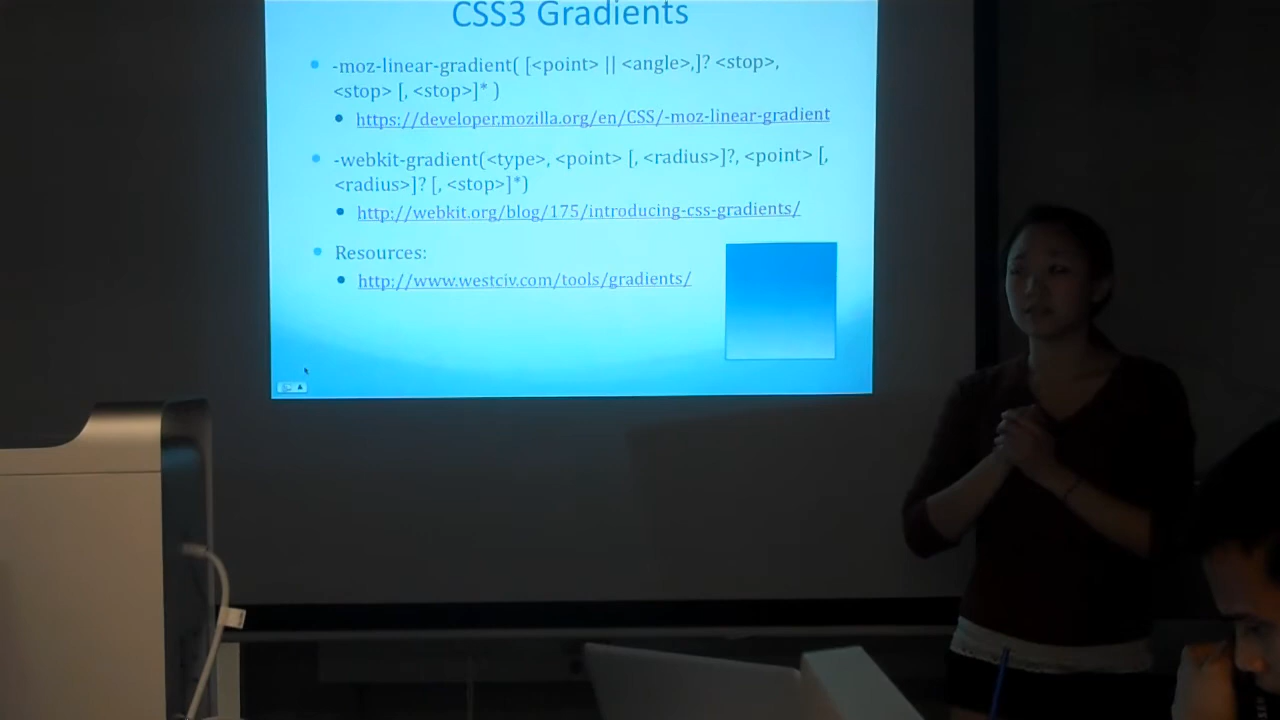 CSS3 Gradients
-moz-linear-gradient( [<point> || <angle>,]? <stop>,
<stop> [, <stop>]* )
https://developer.mozilla.org/en/CSS/-moz-linear-gradient
-webkit-gradient(<type>, <point> [, <radius>]?, <point> [,
<radius>]? [, <stop>]*)
http://webkit.org/blog/175/introducing-css-gradients/
Resources:
http://www.westciv.com/tools/gradients/